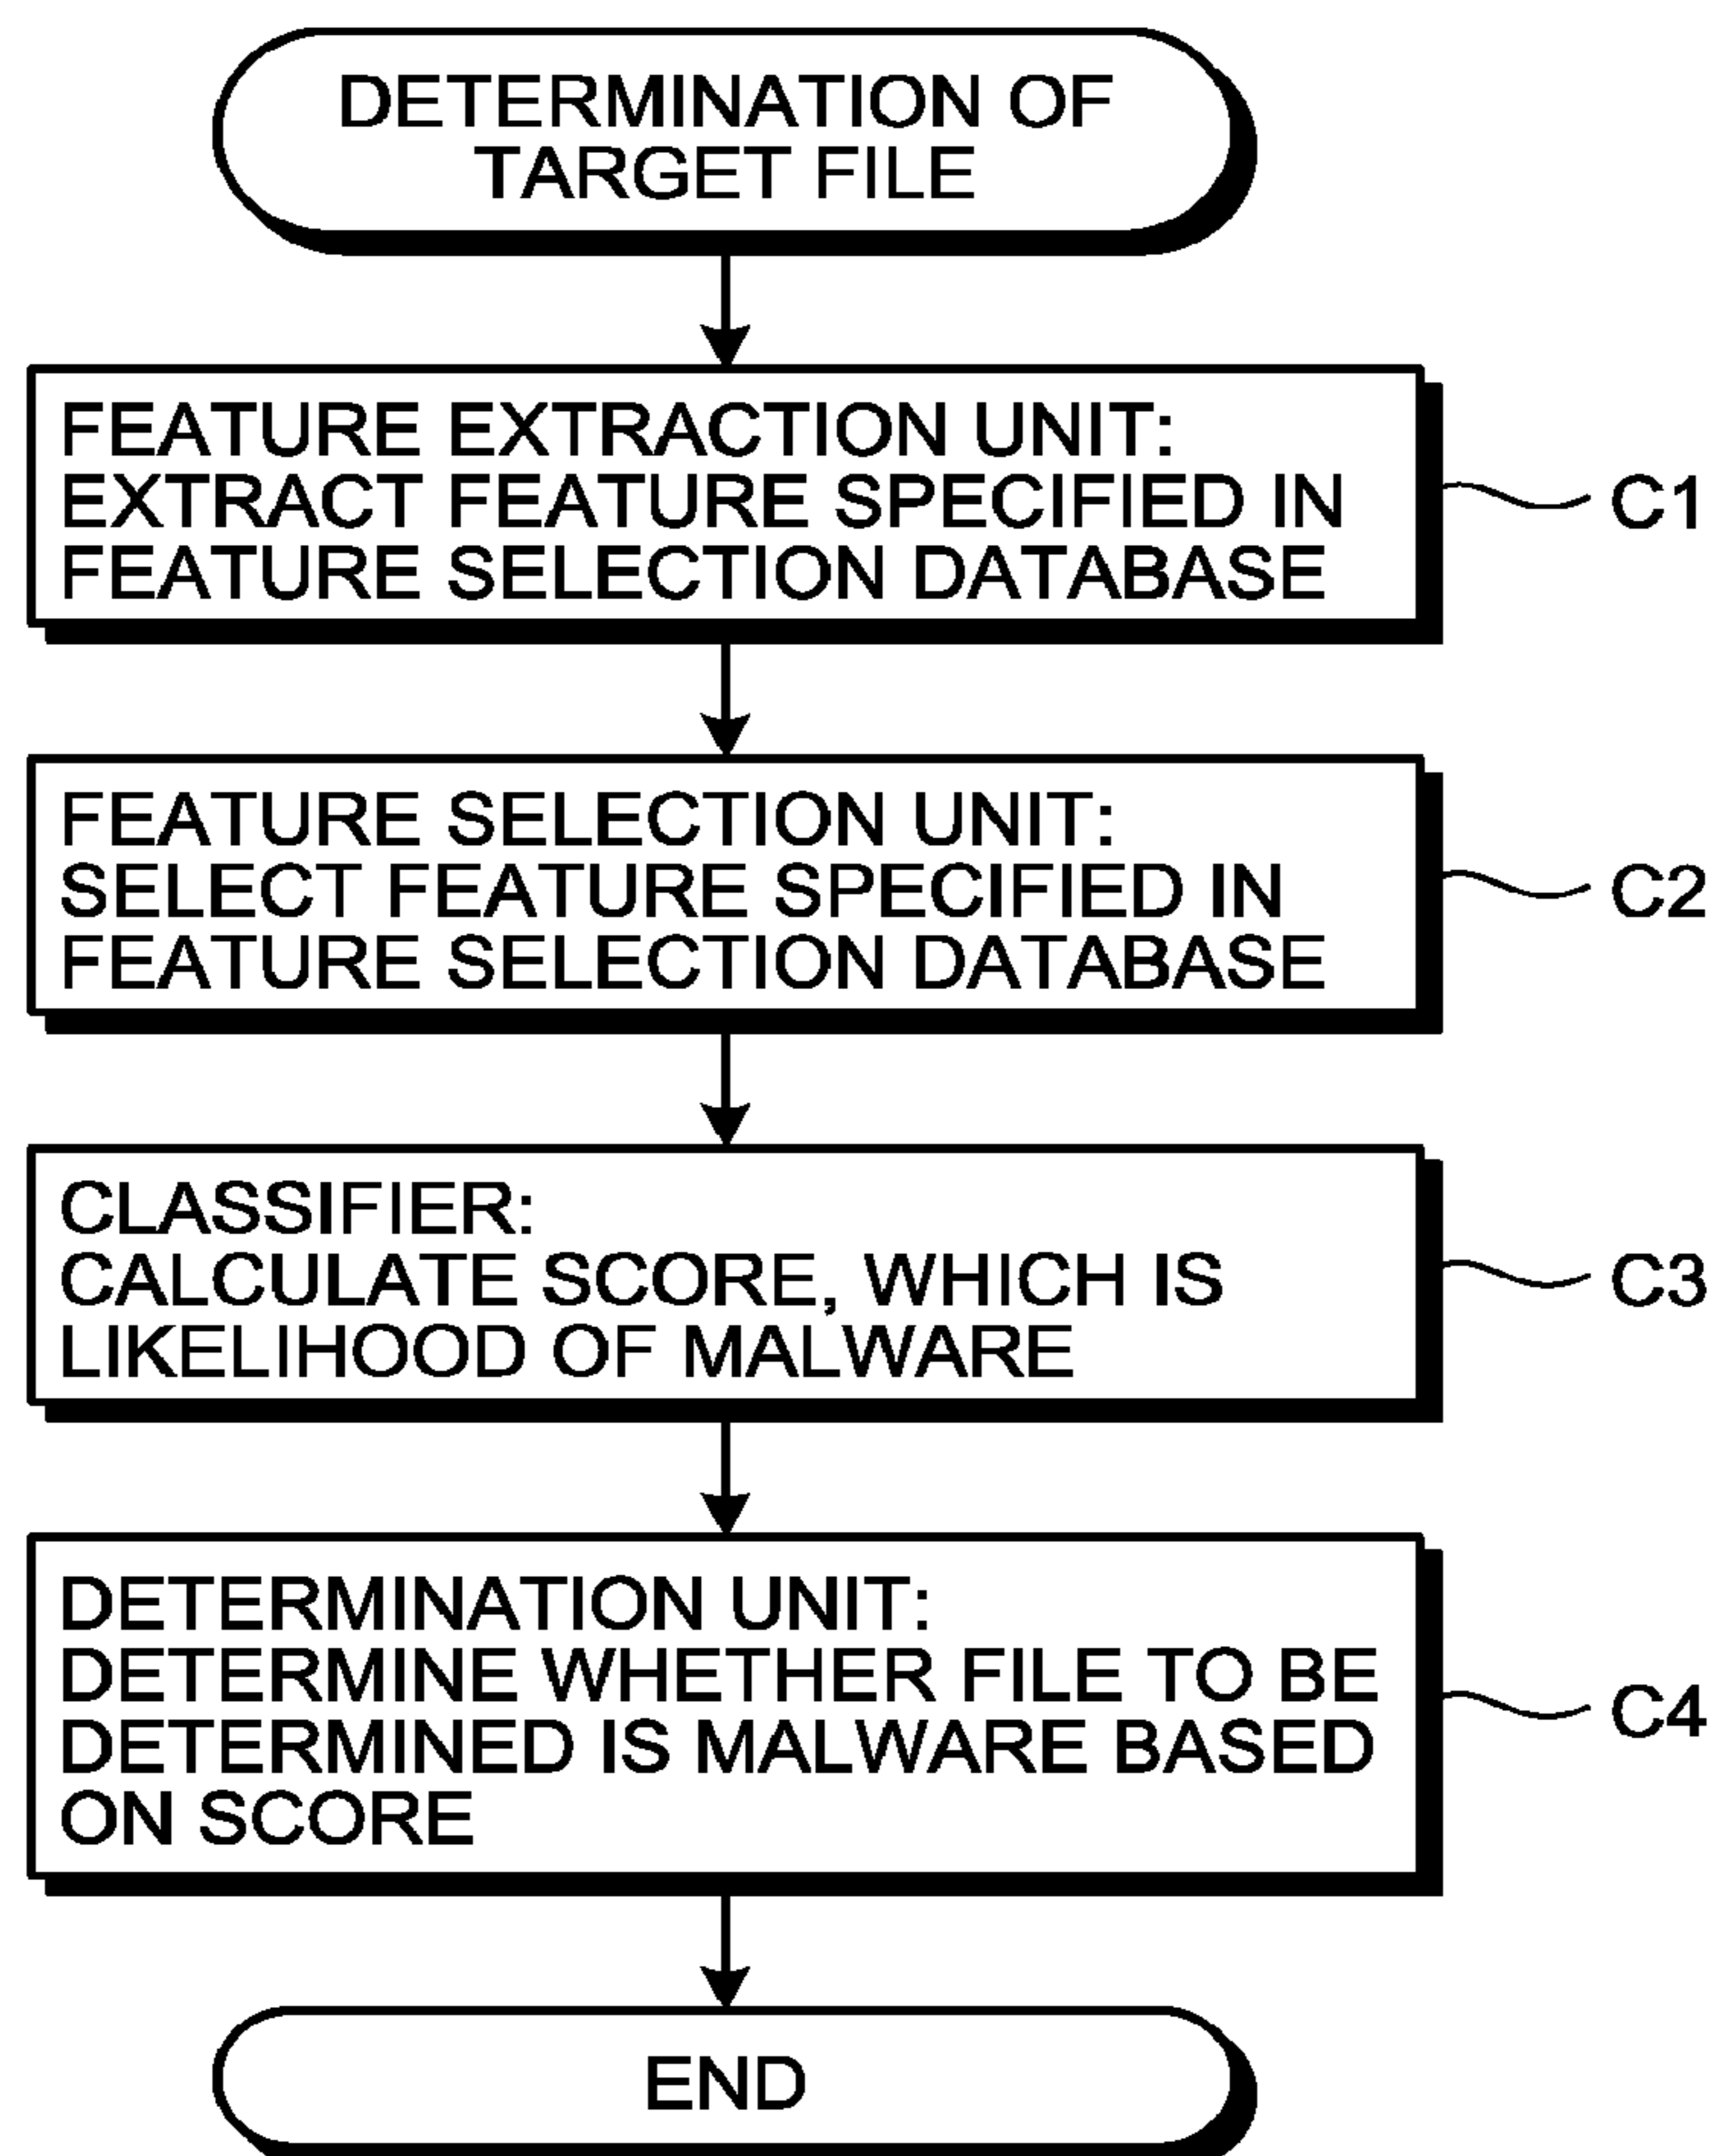 DETERMINATION OF
TARGET FILE
FEATURE EXTRACTION UNIT:
EXTRACT FEATURE SPECIFIED IN
FEATURE SELECTION DATABASE
C1
FEATURE SELECTION UNIT:
SELECT FEATURE SPECIFIED IN
FEATURE SELECTION DATABASE
C2
CLASSIFIER:
CALCULATE SCORE, WHICH IS
LIKELIHOOD OF MALWARE
C3
DETERMINATION UNIT:
DETERMINE WHETHER FILE TO BE
DETERMINED IS MALWARE BASED
ON SCORE
C4
END